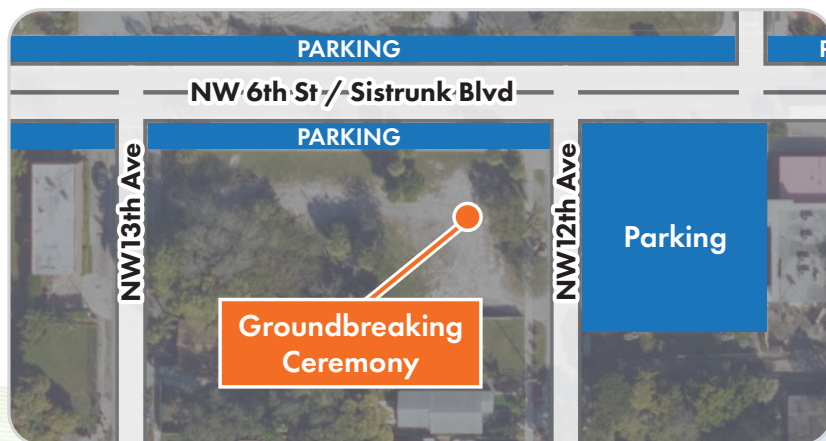 PARKING
P
NW 6th St / Sistrunk Blvd
PARKING
NW13th Ave
NW12th Ave
Parking
Groundbreaking
Ceremony